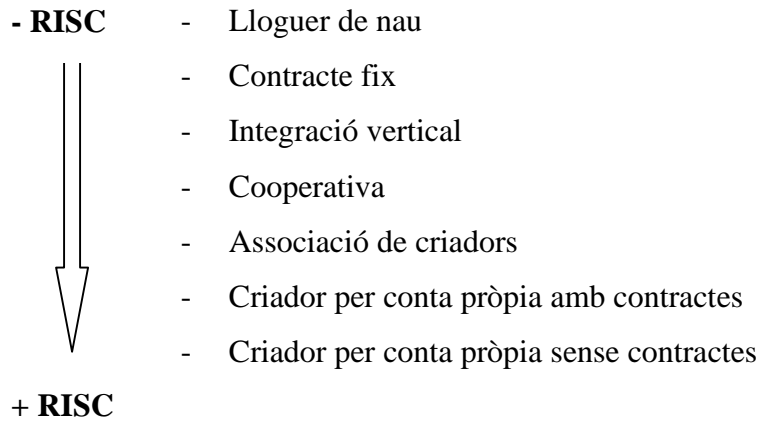 - RISC - Lloguer de nau
- Contracte fix
- Integració vertical
- Cooperativa
- Associació de criadors
- Criador per conta pròpia amb contractes
- Criador per conta pròpia sense contractes
+ RISC